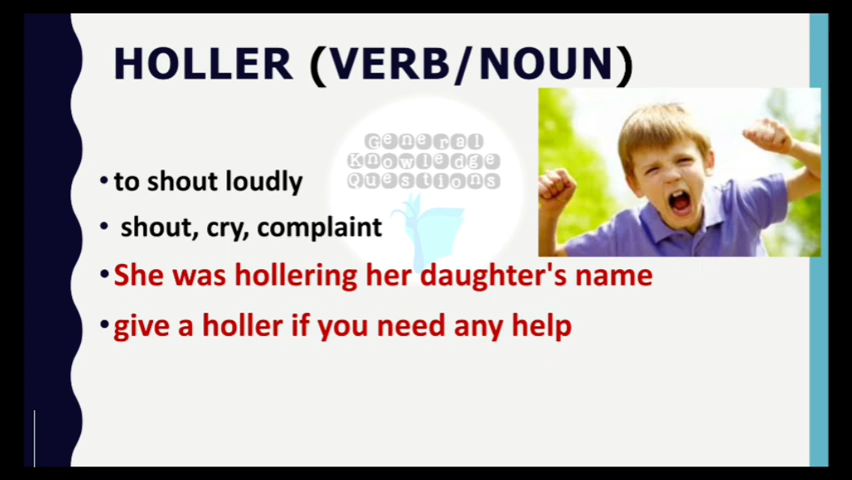 HOLLER (VERB/NOUN)
General
Knowledge
Questions
• to shout loudly
• shout, cry, complaint
• She was hollering her daughter's name
• give a holler if you need any help